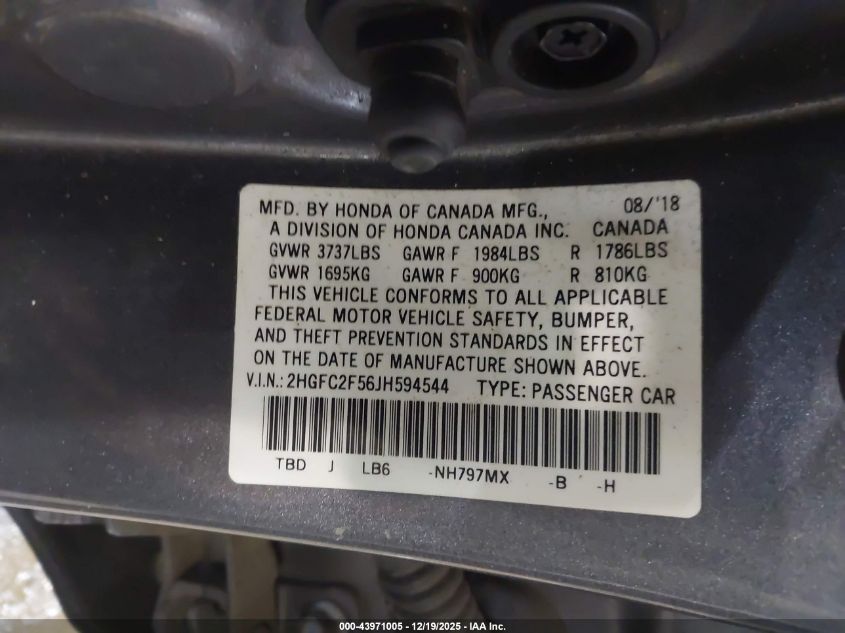 MFD. BY HONDA OF CANADA MFG., 08/'18
A DIVISION OF HONDA CANADA INC. CANADA
GVWR 3737LBS GAWR F 1984LBS R 1786LBS
GVWR 1695KG GAWR F 900KG R 810KG
THIS VEHICLE CONFORMS TO ALL APPLICABLE
FEDERAL MOTOR VEHICLE SAFETY, BUMPER,
AND THEFT PREVENTION STANDARDS IN EFFECT
ON THE DATE OF MANUFACTURE SHOWN ABOVE.
V.I.N.: 2HGFC2F56JH594544 TYPE: PASSENGER CAR
TBD J LB6 -NH797MX -B -H
000-43971005 - 12/19/2025 - IAA Inc.